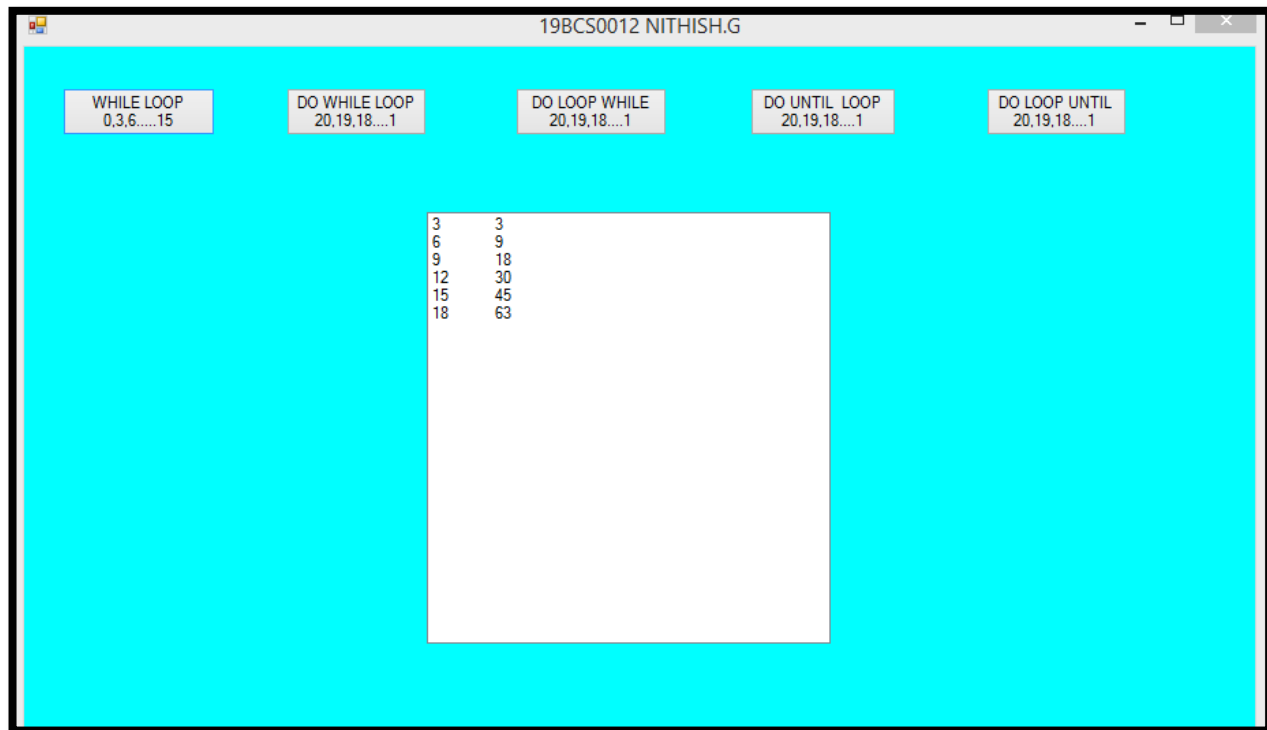 19BCS0012 NITHISH.G
WHILE LOOP
0,3,6.....15
DO WHILE LOOP
20,19,18....1
DO LOOP WHILE
20,19,18....1
DO UNTIL  LOOP
20,19,18....1
DO LOOP UNTIL
20,19,18....1
3 3
6 9
9 18
12 30
15 45
18 63